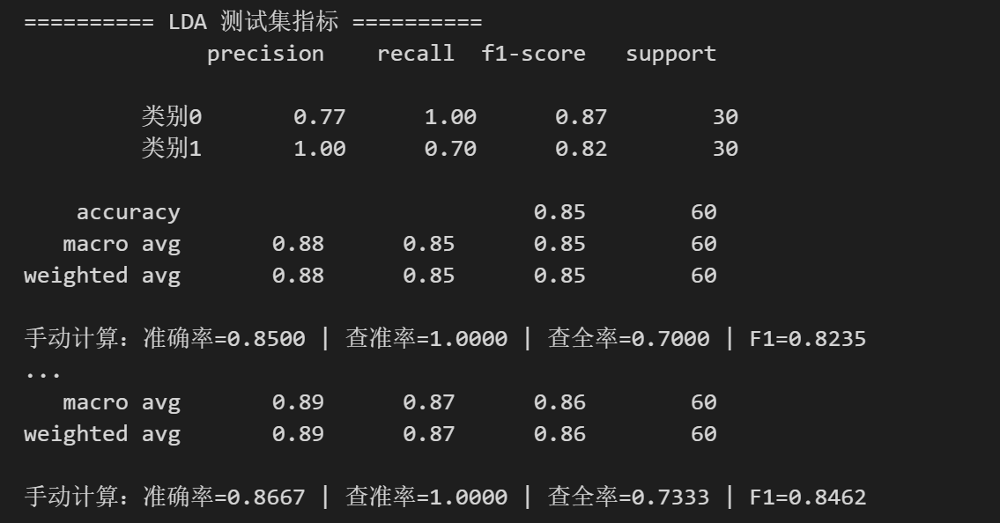 ========== LDA 测试集指标 ==========
              precision    recall  f1-score   support

         类别0       0.77      1.00      0.87        30
         类别1       1.00      0.70      0.82        30

    accuracy                           0.85        60
   macro avg       0.88      0.85      0.85        60
weighted avg       0.88      0.85      0.85        60

手动计算：准确率=0.8500 | 查准率=1.0000 | 查全率=0.7000 | F1=0.8235
...
   macro avg       0.89      0.87      0.86        60
weighted avg       0.89      0.87      0.86        60

手动计算：准确率=0.8667 | 查准率=1.0000 | 查全率=0.7333 | F1=0.8462